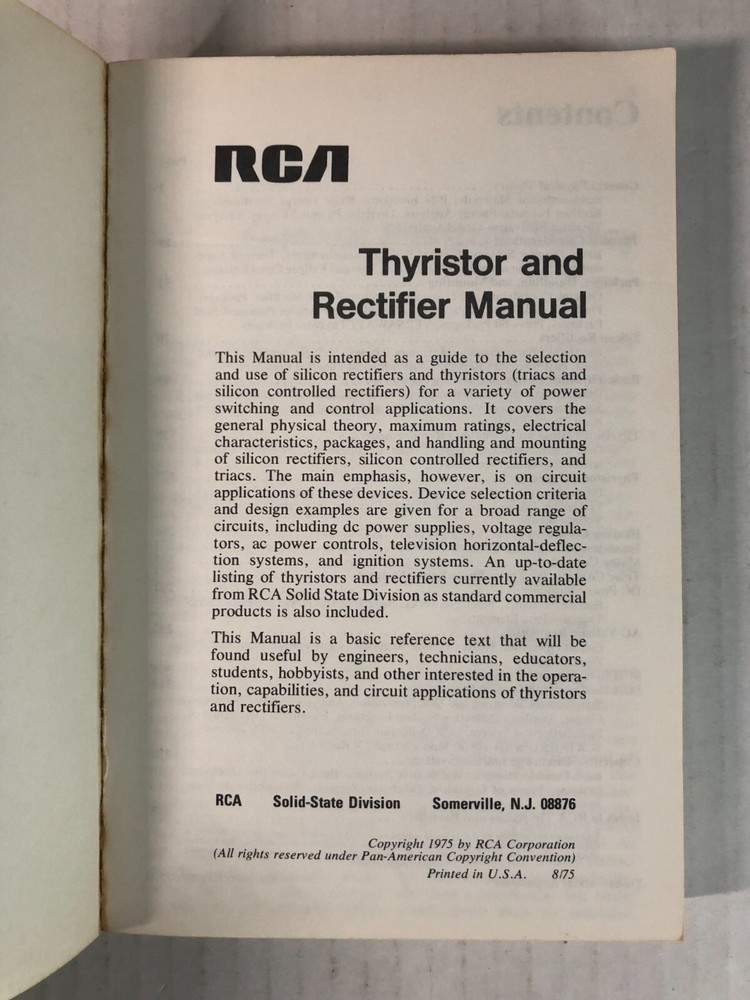 Contents
RCA
Thyristor and
Rectifier Manual
This Manual is intended as a guide to the selection
and use of silicon rectifiers and thyristors (triacs and
silicon controlled rectifiers) for a variety of power
switching and control applications. It covers the
general physical theory, maximum ratings, electrical
characteristics, packages, and handling and mounting
of silicon rectifiers, silicon controlled rectifiers, and
triacs. The main emphasis, however, is on circuit
applications of these devices. Device selection criteria
and design examples are given for a broad range of
circuits, including dc power supplies, voltage regula-
tors, ac power controls, television horizontal-deflec-
tion systems, and ignition systems. An up-to-date
listing of thyristors and rectifiers currently available
from RCA Solid State Division as standard commercial
products is also included.
This Manual is a basic reference text that will be
found useful by engineers, technicians, educators,
students, hobbyists, and other interested in the opera-
tion, capabilities, and circuit applications of thyristors
and rectifiers.
RCA Solid-State Division Somerville, N.J. 08876
Copyright 1975 by RCA Corporation
(All rights reserved under Pan-American Copyright Convention)
Printed in U.S.A. 8/75